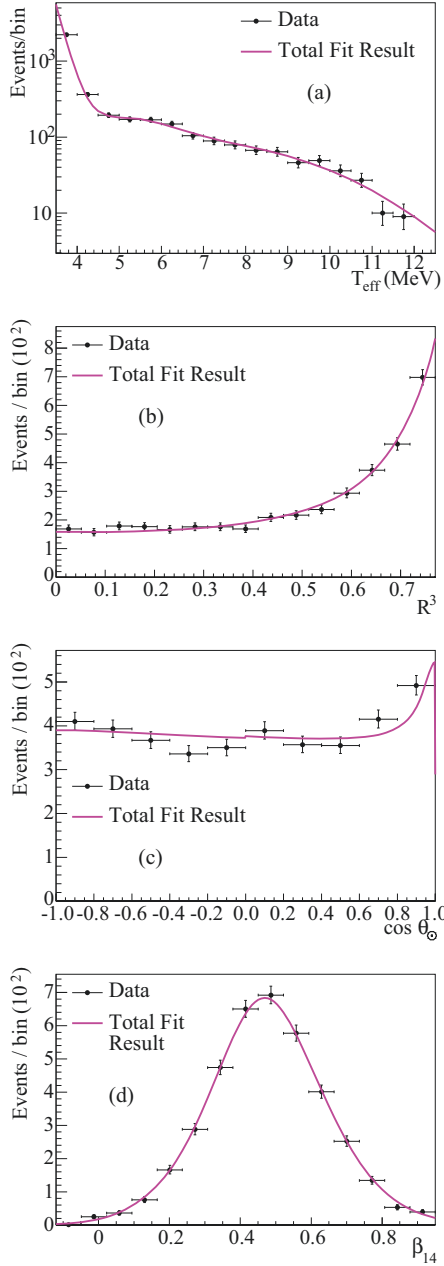 Events/bin
10³
10²
10
Data
Total Fit Result
(a)
4 5 6 7 8 9 10 11 12
T_eff (MeV)
Events / bin (10²)
8
7
6
5
4
3
2
1
0
Data
Total Fit Result
(b)
0 0.1 0.2 0.3 0.4 0.5 0.6 0.7
R³
Events / bin (10²)
5
4
3
2
1
0
Data
Total Fit Result
(c)
-1.0 -0.8 -0.6 -0.4 -0.2 0.0 0.2 0.4 0.6 0.8 1.0
cos θ_⊙
Events / bin (10²)
7
6
5
4
3
2
1
0
Data
Total Fit
Result
(d)
0 0.2 0.4 0.6 0.8
β₁₄